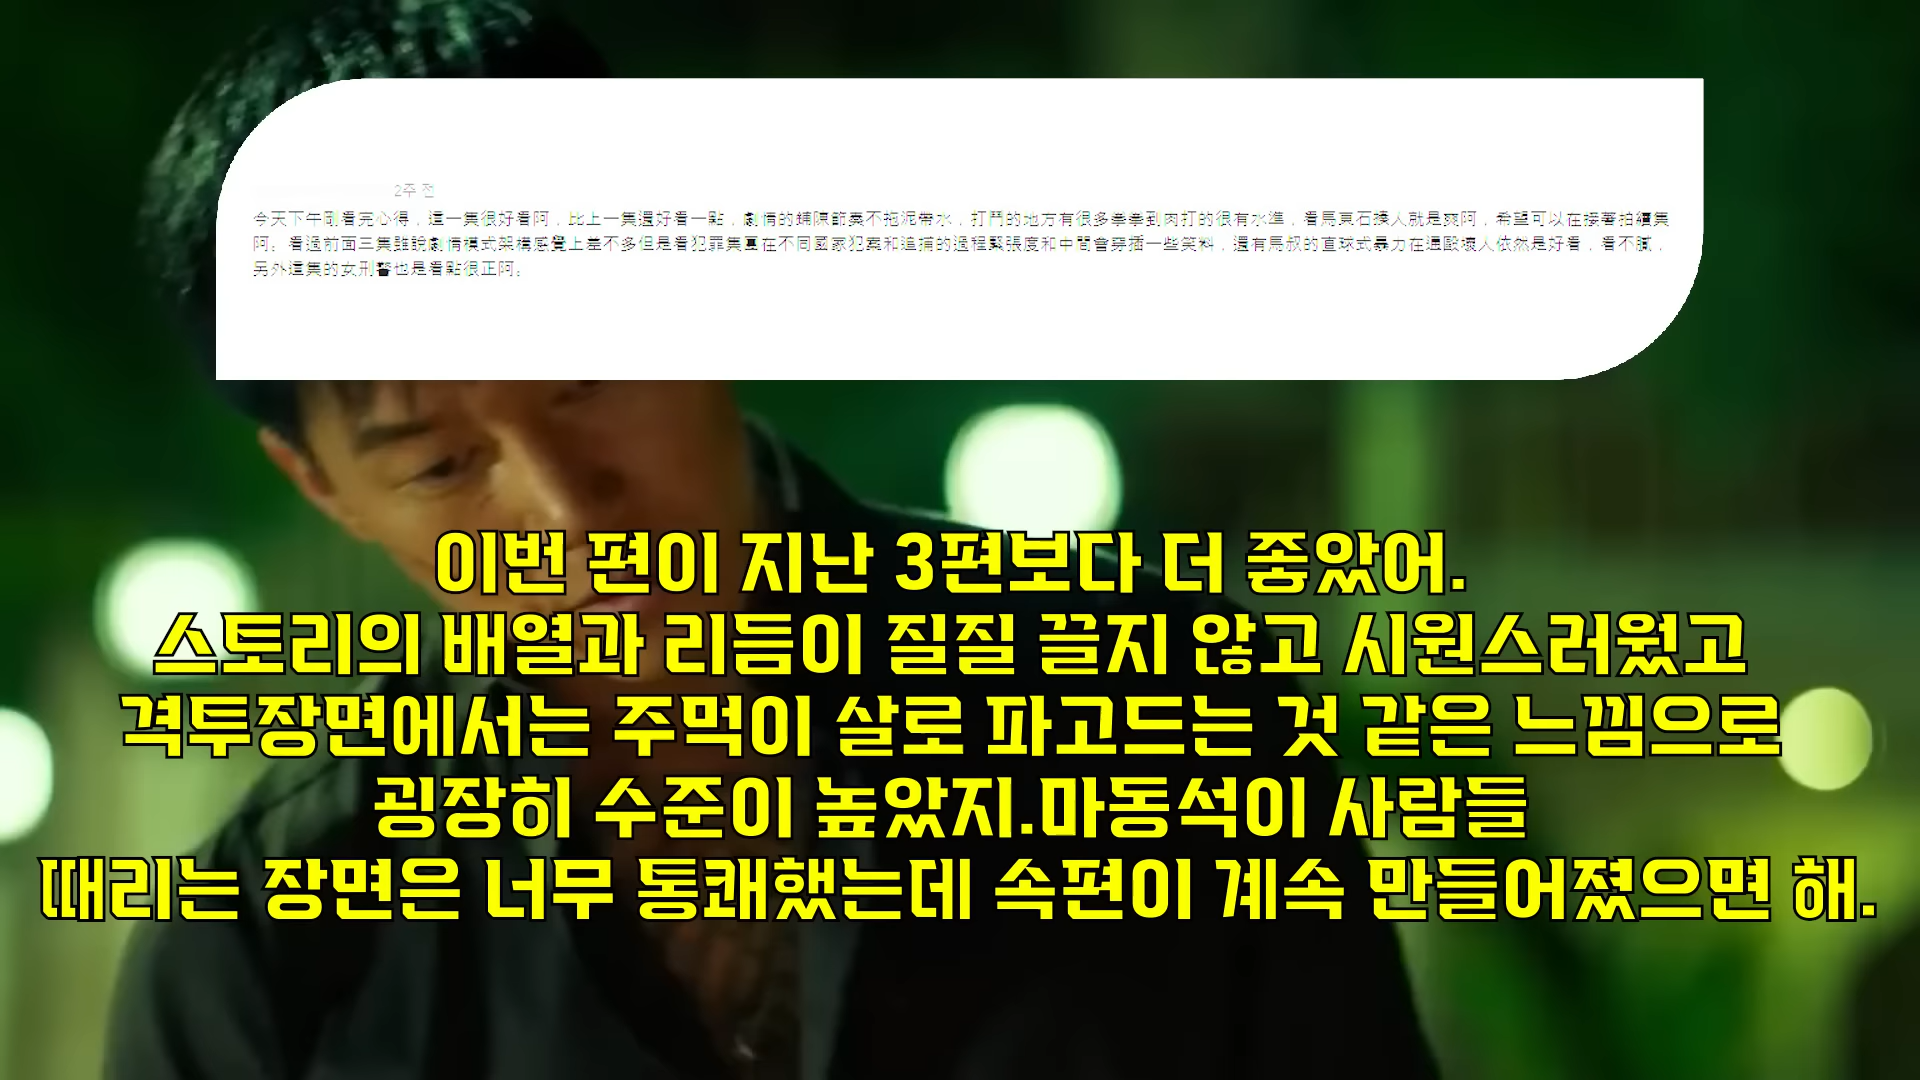 2주 전
今天下午剛看完心得，這一集很好看阿，比上一集還好看一點，劇情的鋪陳節奏不拖泥帶水，打鬥的地方有很多拳拳到肉打的很有水準，看馬東石揍人就是爽阿，希望可以在接著拍續集
阿。看過前面三集雖說劇情模式架構感覺上差不多但是看犯罪集團在不同國家犯案和追捕的過程緊張度和中間會穿插一些笑料，還有馬叔的直球式暴力在逞毆壞人依然是好看，看不膩，
另外這集的女刑警也是看點很正阿。
이번 편이 지난 3편보다 더 좋았어.
스토리의 배열과 리듬이 질질 끌지 않고 시원스러웠고
격투장면에서는 주먹이 살로 파고드는 것 같은 느낌으로
굉장히 수준이 높았지.마동석이 사람들
때리는 장면은 너무 통쾌했는데 속편이 계속 만들어졌으면 해.